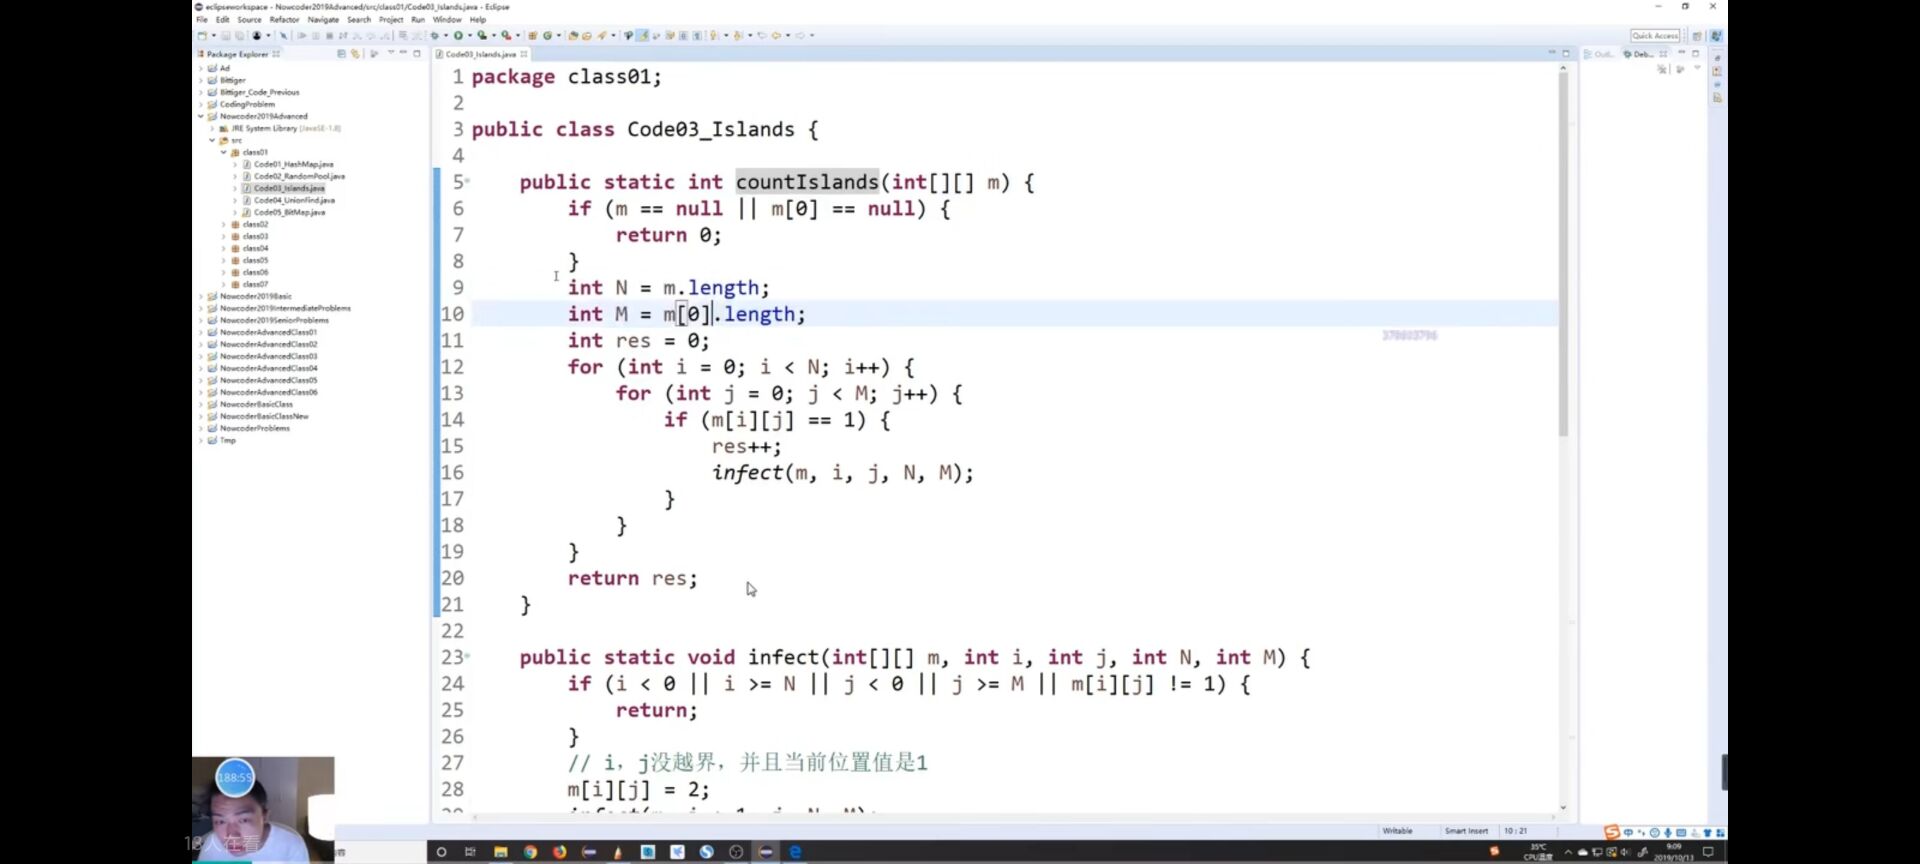 eclipseworkspace - Nowcoder2019Advanced/src/class01/Code03_Islands.java - Eclipse
File Edit Source Refactor Navigate Search Project Run Window Help
Quick Access
Package Explorer
Ad
Bittiger
Bittiger_Code_Previous
CodingProblem
Nowcoder2019Advanced
JRE System Library [JavaSE-1.8]
src
class01
Code01_HashMap.java
Code02_RandomPool.java
Code03_Islands.java
Code04_UnionFind.java
Code05_BitMap.java
class02
class03
class04
class05
class06
class07
Nowcoder2019Basic
Nowcoder2019IntermediateProblems
Nowcoder2019SeniorProblems
NowcoderAdvancedClass01
NowcoderAdvancedClass02
NowcoderAdvancedClass03
NowcoderAdvancedClass04
NowcoderAdvancedClass05
NowcoderAdvancedClass06
NowcoderBasicClass
NowcoderBasicClassNew
NowcoderProblems
Tmp
Code03_Islands.java
1 package class01;
2
3 public class Code03_Islands {
4
5 public static int countIslands(int[][] m) {
6 if (m == null || m[0] == null) {
7 return 0;
8 }
9 int N = m.length;
10 int M = m[0].length;
11 int res = 0;
12 for (int i = 0; i < N; i++) {
13 for (int j = 0; j < M; j++) {
14 if (m[i][j] == 1) {
15 res++;
16 infect(m, i, j, N, M);
17 }
18 }
19 }
20 return res;
21 }
22
23 public static void infect(int[][] m, int i, int j, int N, int M) {
24 if (i < 0 || i >= N || j < 0 || j >= M || m[i][j] != 1) {
25 return;
26 }
27 // i，j没越界，并且当前位置值是1
28 m[i][j] = 2;
Outl... Deb...
188:55
人在看
Writable Smart Insert 10 : 21
35℃
CPU温度
中
9:09
2019/10/13